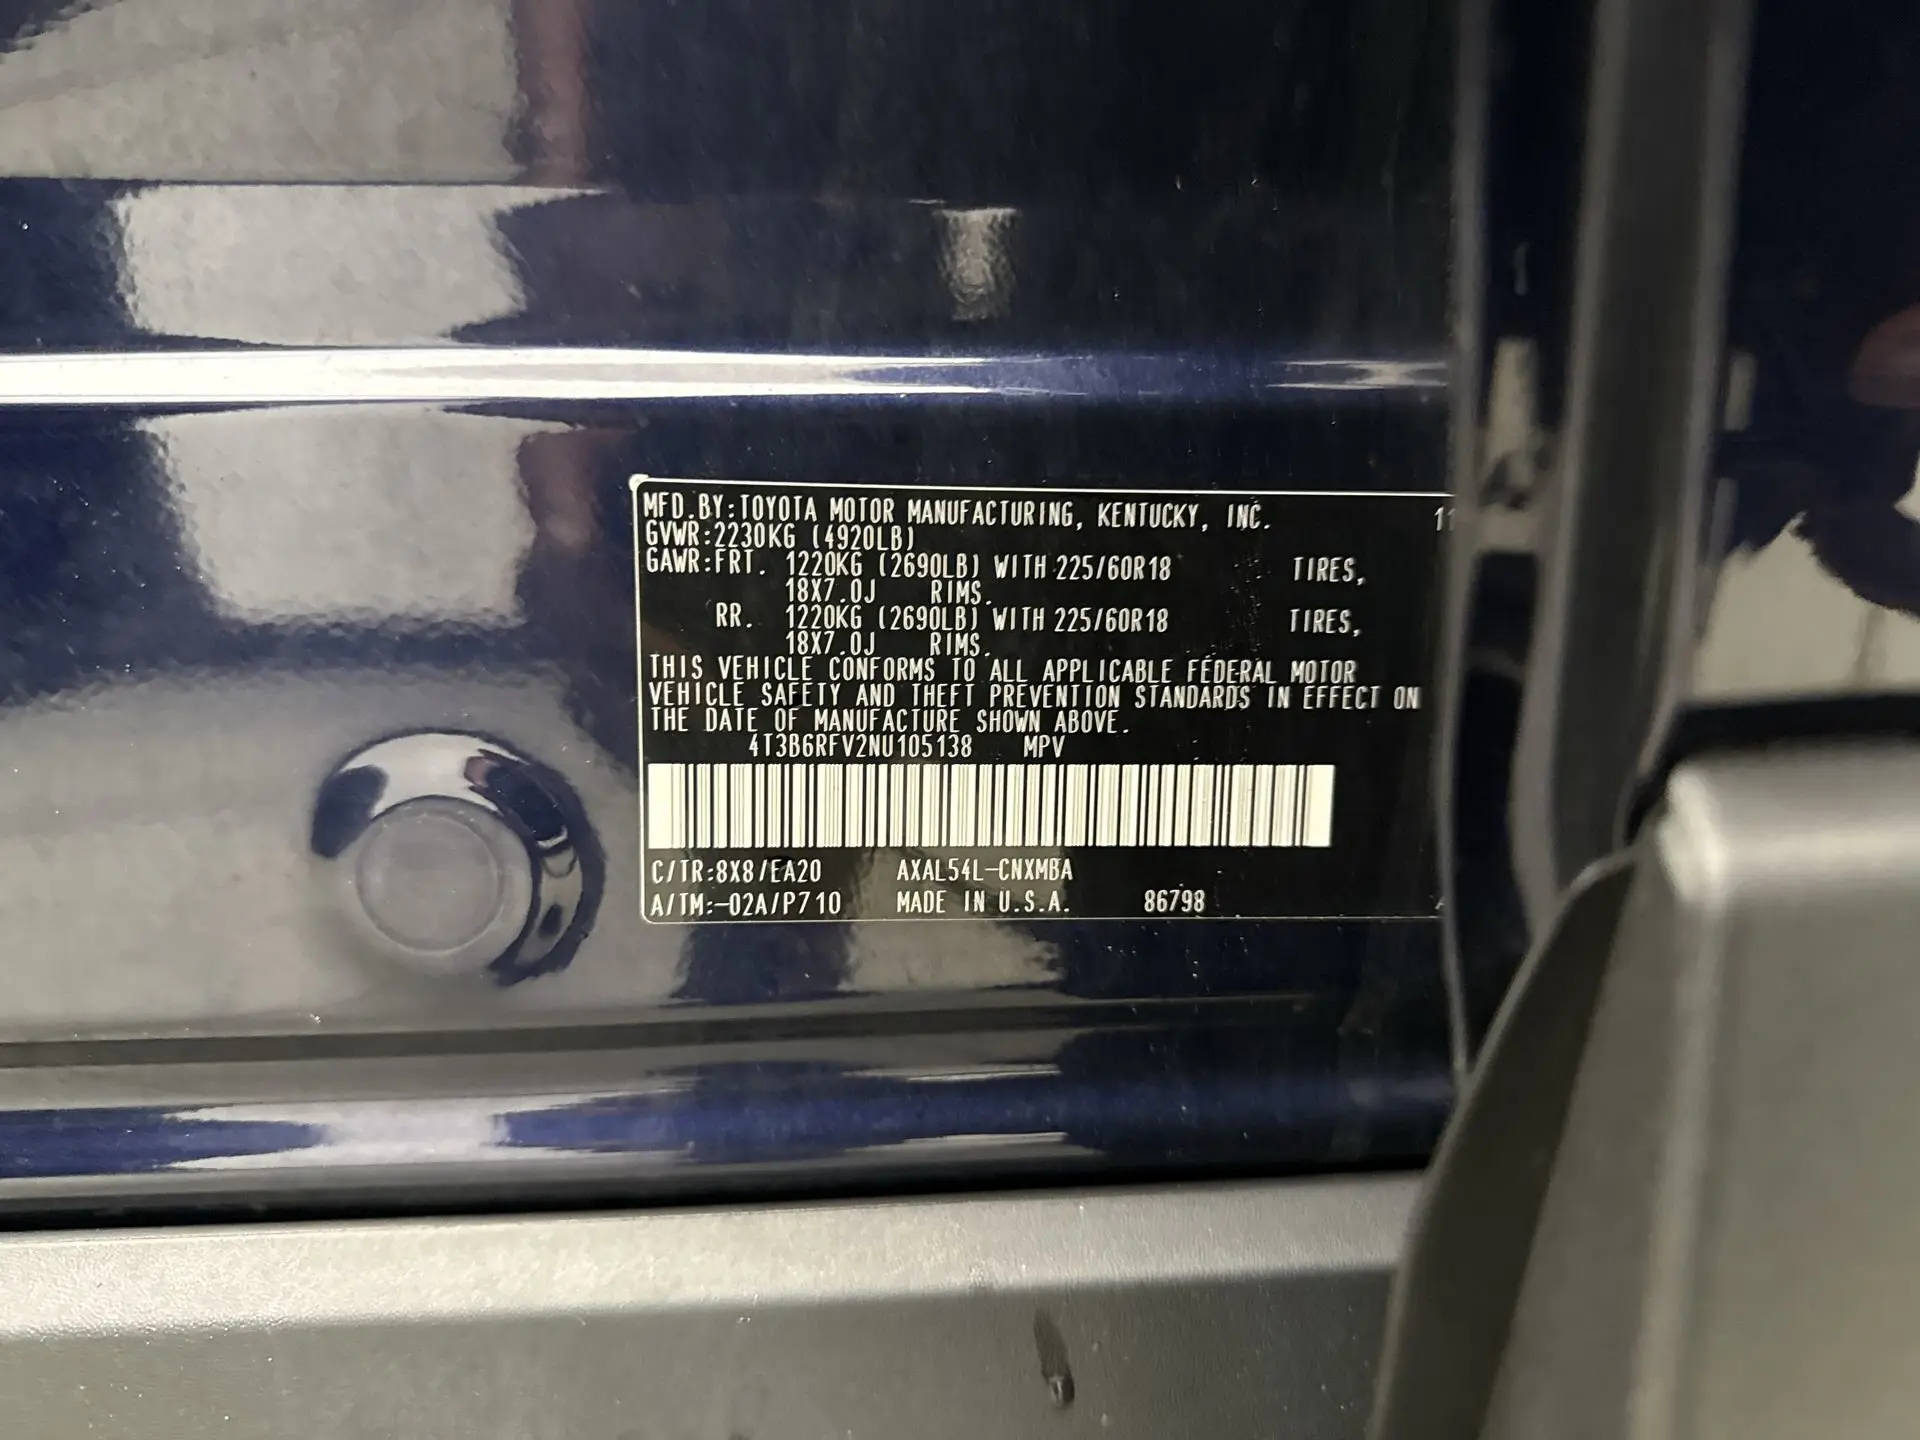 MFD.BY:TOYOTA MOTOR MANUFACTURING, KENTUCKY, INC. 11
GVWR:2230KG (4920LB)
GAWR:FRT. 1220KG (2690LB) WITH 225/60R18 TIRES,
18X7.0J RIMS.
RR. 1220KG (2690LB) WITH 225/60R18 TIRES,
18X7.0J RIMS.
THIS VEHICLE CONFORMS TO ALL APPLICABLE FEDERAL MOTOR
VEHICLE SAFETY AND THEFT PREVENTION STANDARDS IN EFFECT ON
THE DATE OF MANUFACTURE SHOWN ABOVE.
4T3B6RFV2NU105138 MPV
C/TR:8X8/EA20 AXAL54L-CNXMBA
A/TM:-02A/P710 MADE IN U.S.A. 86798